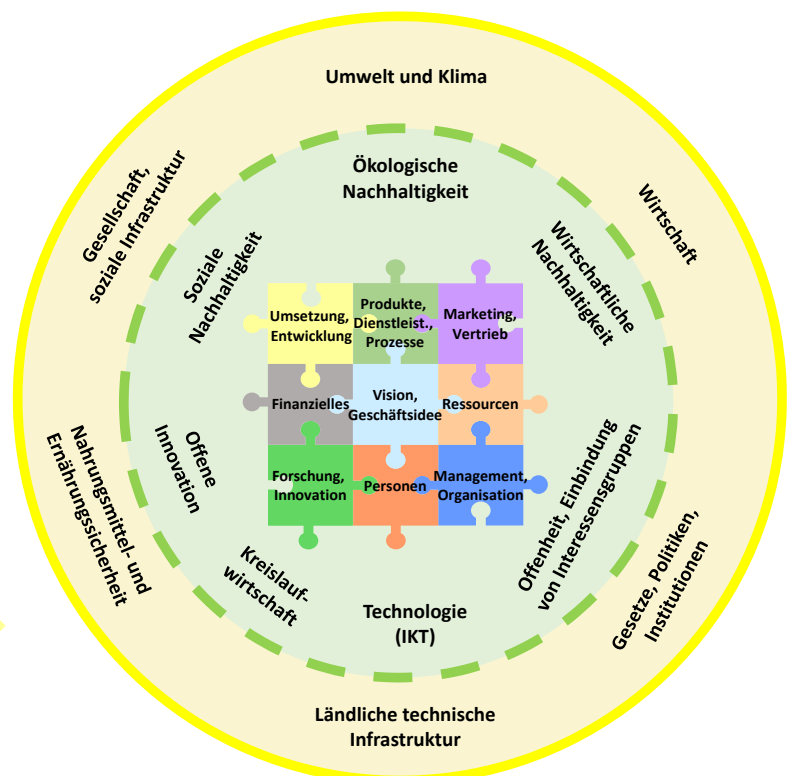 Umwelt und Klima
Gesellschaft,
soziale Infrastruktur
Wirtschaft
Ökologische
Nachhaltigkeit
Soziale
Nachhaltigkeit
Wirtschaftliche
Nachhaltigkeit
Umsetzung,
Entwicklung
Produkte,
Dienstleist.,
Prozesse
Marketing,
Vertrieb
Finanzielles
Vision,
Geschäftsidee
Ressourcen
Forschung,
Innovation
Personen
Management,
Organisation
Offene
Innovation
Offenheit, Einbindung
von Interessensgruppen
Nahrungsmittel- und
Ernährungssicherheit
Gesetze, Politiken,
Institutionen
Kreislauf-
wirtschaft
Technologie
(IKT)
Ländliche technische
Infrastruktur